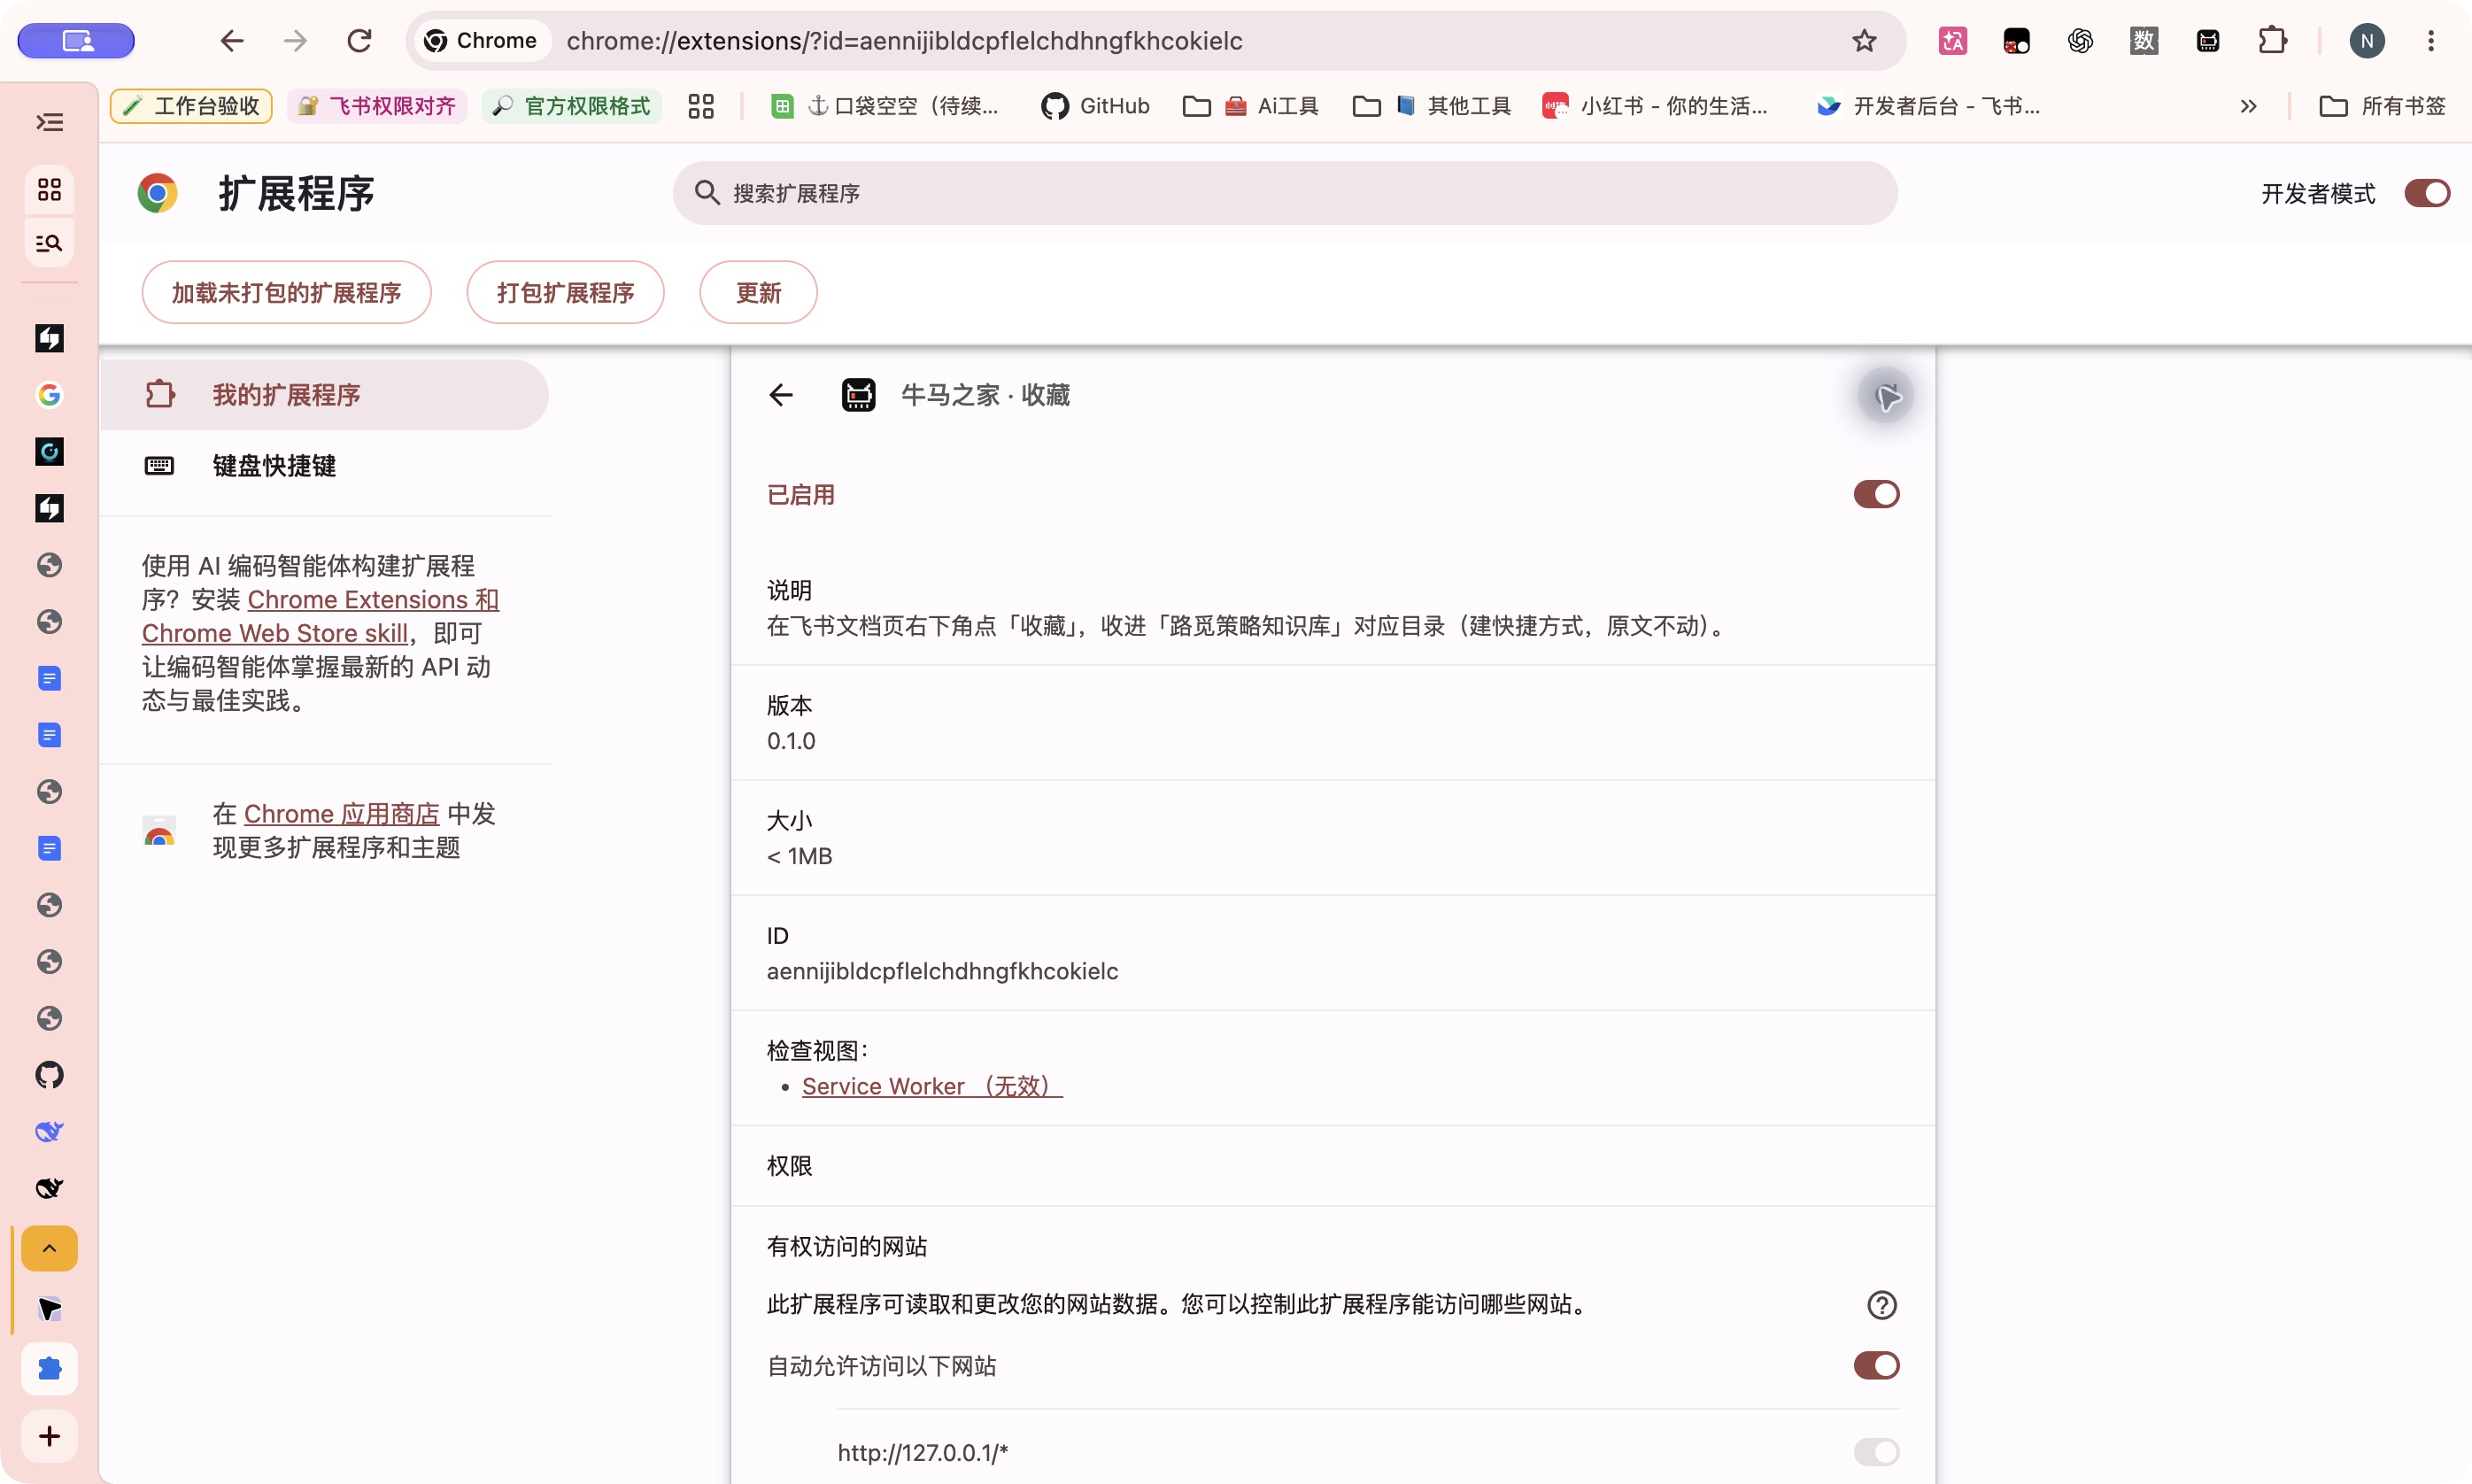 Chrome
chrome://extensions/?id=aennijibldcpflelchdhngfkhcokielc
数
N
工作台验收
飞书权限对齐
官方权限格式
口袋空空（待续...
GitHub
Ai工具
其他工具
小红书 - 你的生活...
开发者后台 - 飞书...
所有书签
扩展程序
搜索扩展程序
开发者模式
加载未打包的扩展程序
打包扩展程序
更新
我的扩展程序
键盘快捷键
使用 AI 编码智能体构建扩展程
序？安装 Chrome Extensions 和
Chrome Web Store skill，即可
让编码智能体掌握最新的 API 动
态与最佳实践。
在 Chrome 应用商店 中发
现更多扩展程序和主题
牛马之家 · 收藏
已启用
说明
在飞书文档页右下角点「收藏」，收进「路觅策略知识库」对应目录（建快捷方式，原文不动）。
版本
0.1.0
大小
< 1MB
ID
aennijibldcpflelchdhngfkhcokielc
检查视图：
• Service Worker （无效）
权限
有权访问的网站
此扩展程序可读取和更改您的网站数据。您可以控制此扩展程序能访问哪些网站。
自动允许访问以下网站
http://127.0.0.1/*